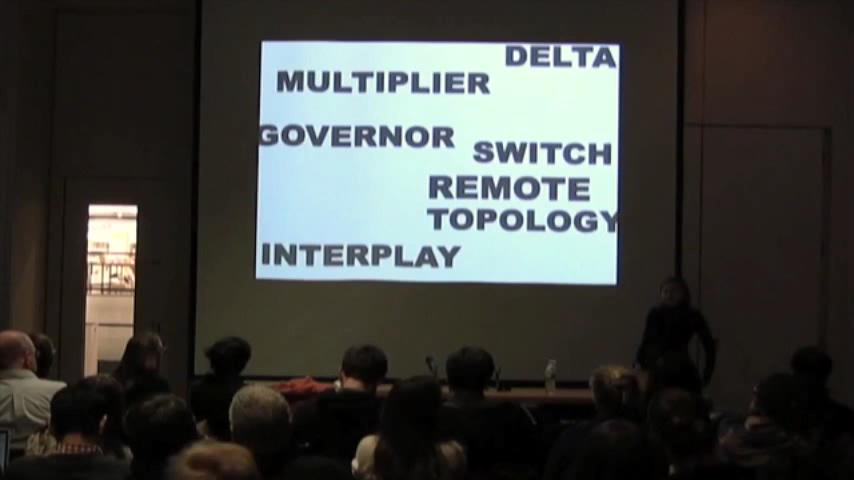 DELTA
MULTIPLIER
GOVERNOR
SWITCH
REMOTE
TOPOLOGY
INTERPLAY